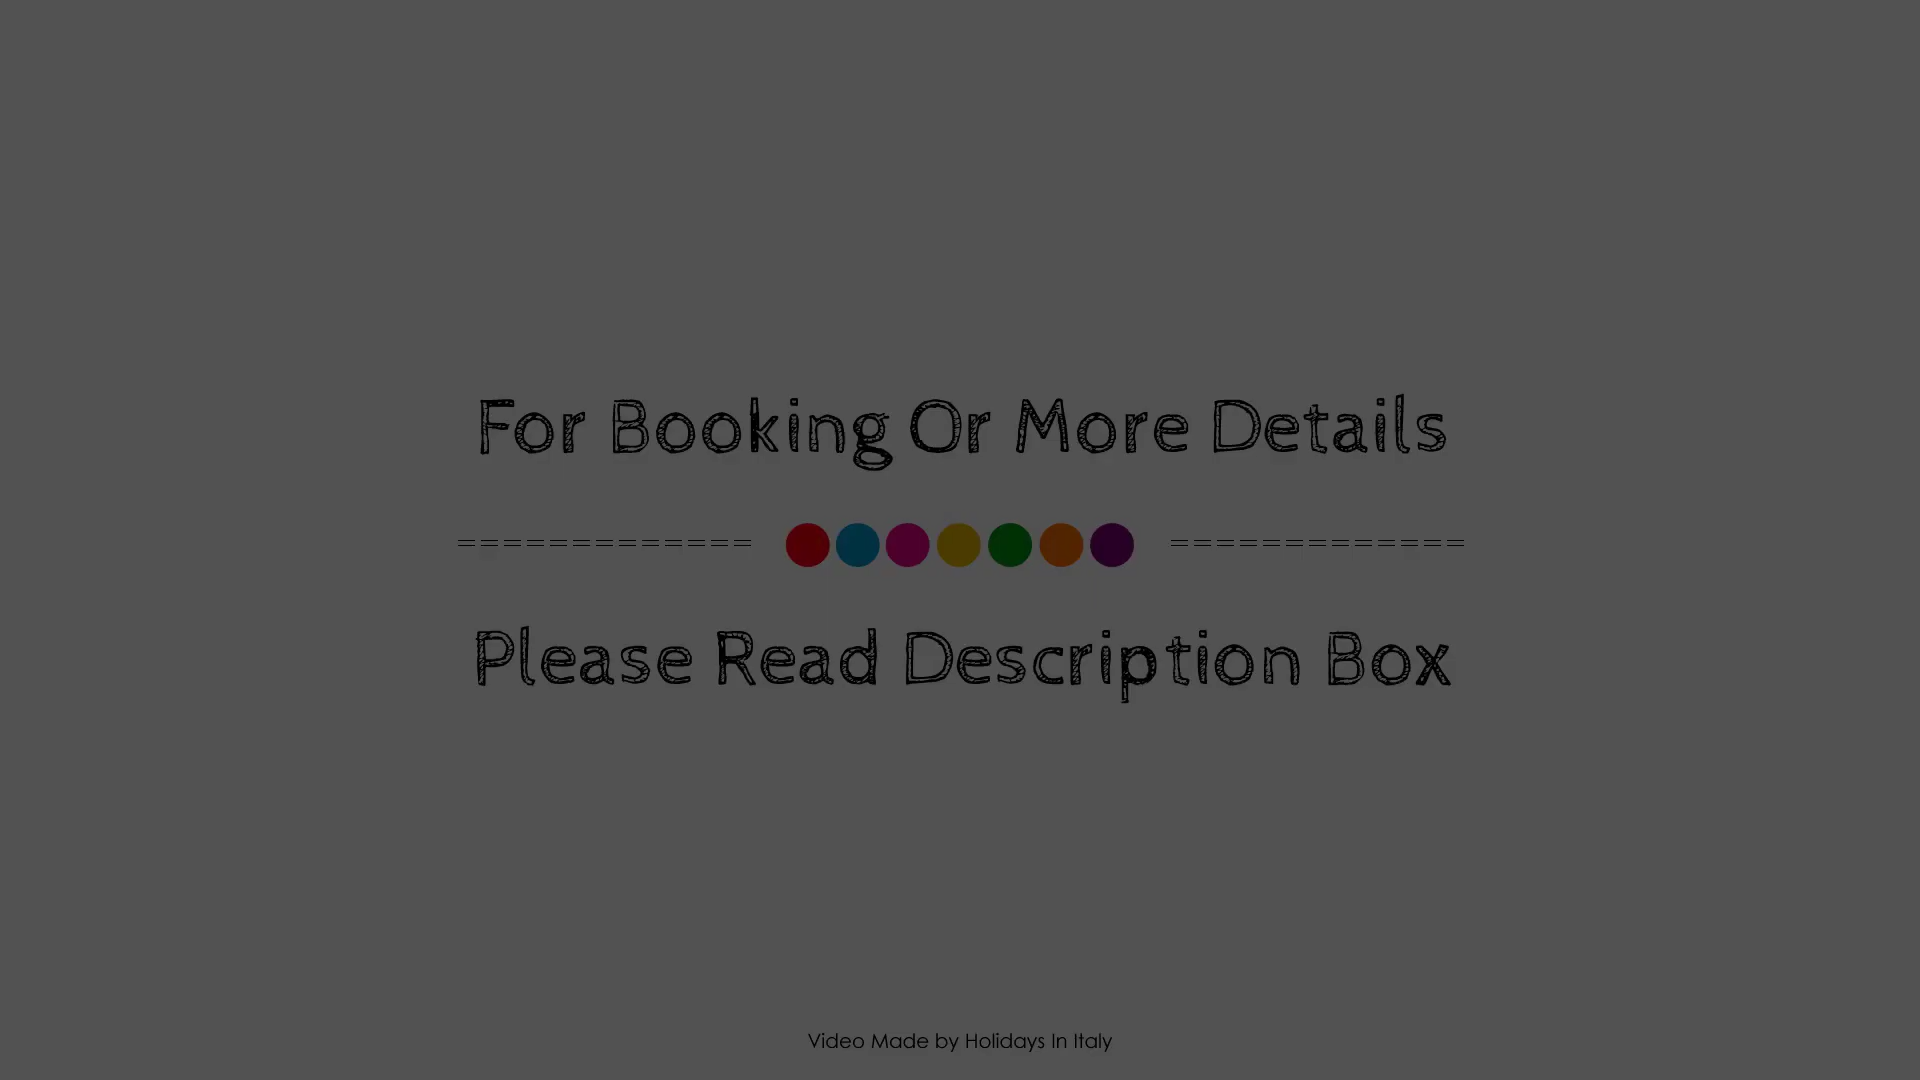 For Booking Or More Details
============= =============
Please Read Description Box
Video Made by Holidays In Italy